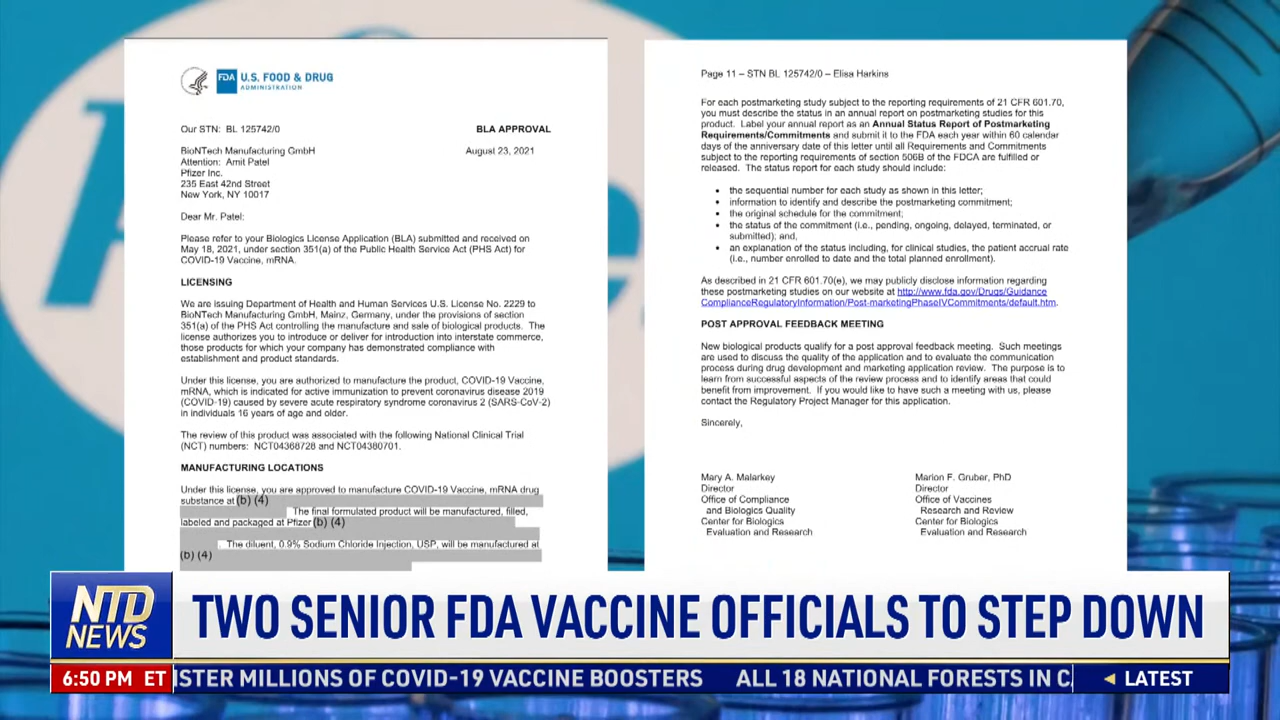 FDA U.S. FOOD & DRUG
ADMINISTRATION
Our STN: BL 125742/0
BLA APPROVAL
BioNTech Manufacturing GmbH
August 23, 2021
Attention: Amit Patel
Pfizer Inc.
235 East 42nd Street
New York, NY 10017
Dear Mr. Patel:
Please refer to your Biologics License Application (BLA) submitted and received on
May 18, 2021, under section 351(a) of the Public Health Service Act (PHS Act) for
COVID-19 Vaccine, mRNA.
LICENSING
We are issuing Department of Health and Human Services U.S. License No. 2229 to
BioNTech Manufacturing GmbH, Mainz, Germany, under the provisions of section
351(a) of the PHS Act controlling the manufacture and sale of biological products. The
license authorizes you to introduce or deliver for introduction into interstate commerce,
those products for which your company has demonstrated compliance with
establishment and product standards.
Under this license, you are authorized to manufacture the product, COVID-19 Vaccine,
mRNA, which is indicated for active immunization to prevent coronavirus disease 2019
(COVID-19) caused by severe acute respiratory syndrome coronavirus 2 (SARS-CoV-2)
in individuals 16 years of age and older.
The review of this product was associated with the following National Clinical Trial
(NCT) numbers: NCT04368728 and NCT04380701.
MANUFACTURING LOCATIONS
Under this license, you are approved to manufacture COVID-19 Vaccine, mRNA drug
substance at (b) (4)
The final formulated product will be manufactured, filled,
labeled and packaged at Pfizer (b) (4)
. The diluent, 0.9% Sodium Chloride Injection, USP, will be manufactured at
(b) (4)
Page 11 – STN BL 125742/0 – Elisa Harkins
For each postmarketing study subject to the reporting requirements of 21 CFR 601.70,
you must describe the status in an annual report on postmarketing studies for this
product. Label your annual report as an Annual Status Report of Postmarketing
Requirements/Commitments and submit it to the FDA each year within 60 calendar
days of the anniversary date of this letter until all Requirements and Commitments
subject to the reporting requirements of section 506B of the FDCA are fulfilled or
released. The status report for each study should include:
• the sequential number for each study as shown in this letter;
• information to identify and describe the postmarketing commitment;
• the original schedule for the commitment;
• the status of the commitment (i.e., pending, ongoing, delayed, terminated, or
submitted); and,
• an explanation of the status including, for clinical studies, the patient accrual rate
(i.e., number enrolled to date and the total planned enrollment).
As described in 21 CFR 601.70(e), we may publicly disclose information regarding
these postmarketing studies on our website at http://www.fda.gov/Drugs/Guidance
ComplianceRegulatoryInformation/Post-marketingPhaseIVCommitments/default.htm.
POST APPROVAL FEEDBACK MEETING
New biological products qualify for a post approval feedback meeting. Such meetings
are used to discuss the quality of the application and to evaluate the communication
process during drug development and marketing application review. The purpose is to
learn from successful aspects of the review process and to identify areas that could
benefit from improvement. If you would like to have such a meeting with us, please
contact the Regulatory Project Manager for this application.
Sincerely,
Mary A. Malarkey
Director
Office of Compliance
and Biologics Quality
Center for Biologics
Evaluation and Research
Marion F. Gruber, PhD
Director
Office of Vaccines
Research and Review
Center for Biologics
Evaluation and Research
NTD
NEWS
TWO SENIOR FDA VACCINE OFFICIALS TO STEP DOWN
6:50 PM ET
ISTER MILLIONS OF COVID-19 VACCINE BOOSTERS ALL 18 NATIONAL FORESTS IN CA
LATEST